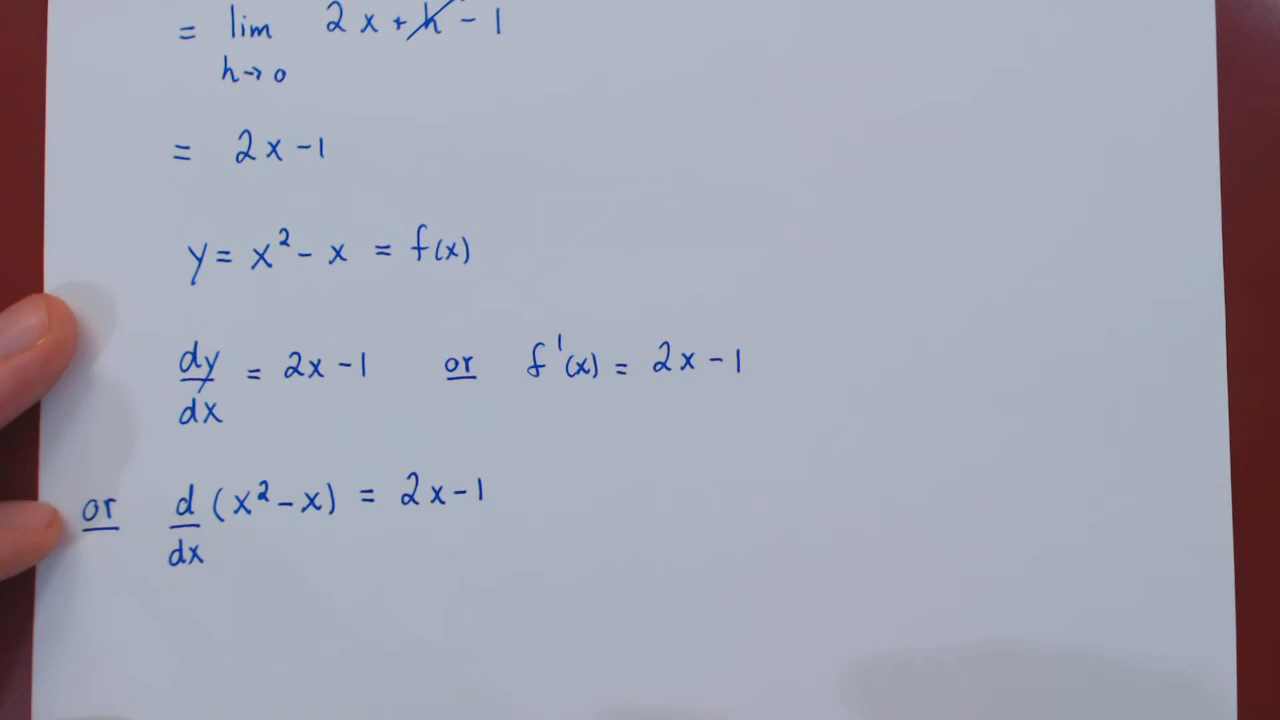 = lim 2x + h - 1
h→0
= 2x - 1
y = x² - x = f(x)
dy/dx = 2x - 1 or f'(x) = 2x - 1
or d/dx (x² - x) = 2x - 1